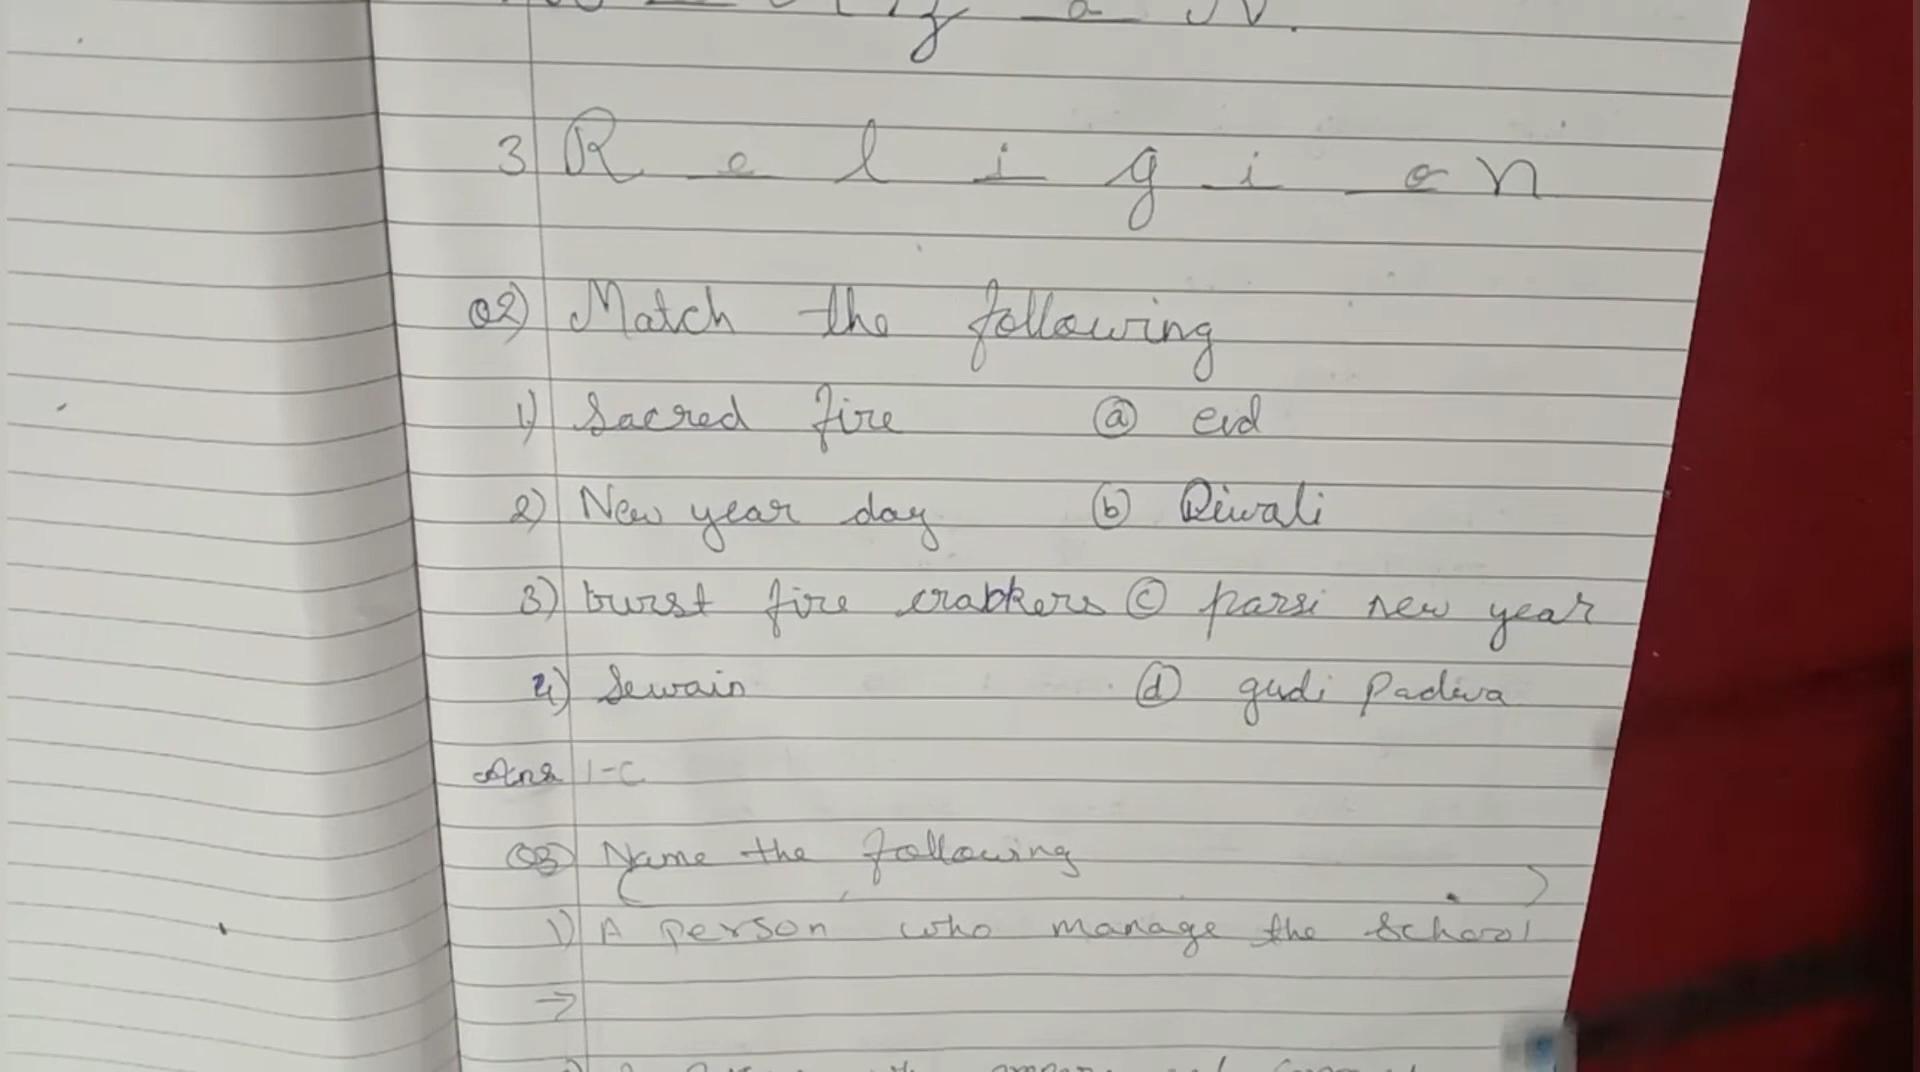 3 R e l i g i o n
Q2) Match the following
1) Sacred fire @ eid
2) New year day (b) Diwali
3) burst fire crabkers © parsi new year
4) Sewain (d) gudi Padwa
Ans 1-C
Q3) Name the following
1) A person who manage the School
→